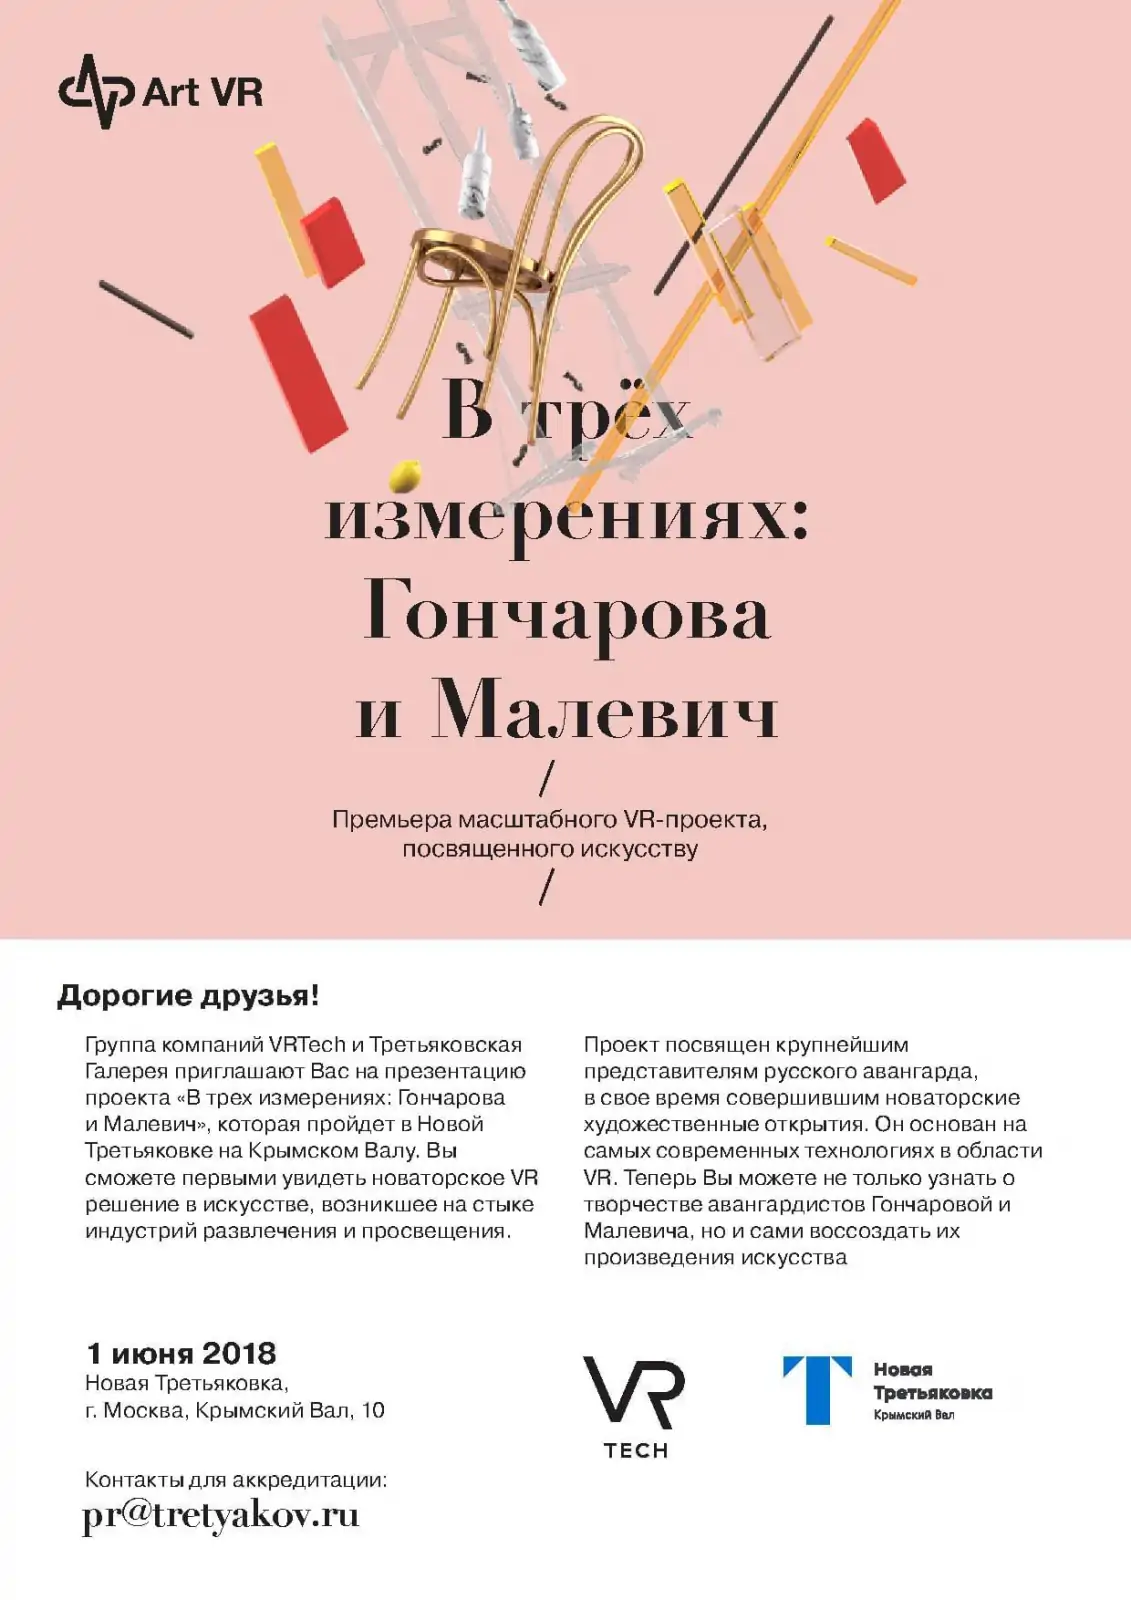 Art VR
В трёх
измерениях:
Гончарова
и Малевич
/
Премьера масштабного VR-проекта,
посвященного искусству
/
Дорогие друзья!
Группа компаний VRTech и Третьяковская
Галерея приглашают Вас на презентацию
проекта «В трех измерениях: Гончарова
и Малевич», которая пройдет в Новой
Третьяковке на Крымском Валу. Вы
сможете первыми увидеть новаторское VR
решение в искусстве, возникшее на стыке
индустрий развлечения и просвещения.
Проект посвящен крупнейшим
представителям русского авангарда,
в свое время совершившим новаторские
художественные открытия. Он основан на
самых современных технологиях в области
VR. Теперь Вы можете не только узнать о
творчестве авангардистов Гончаровой и
Малевича, но и сами воссоздать их
произведения искусства
1 июня 2018
Новая Третьяковка,
г. Москва, Крымский Вал, 10
Контакты для аккредитации:
pr@tretyakov.ru
VR
TECH
Новая
Третьяковка
Крымский Вал